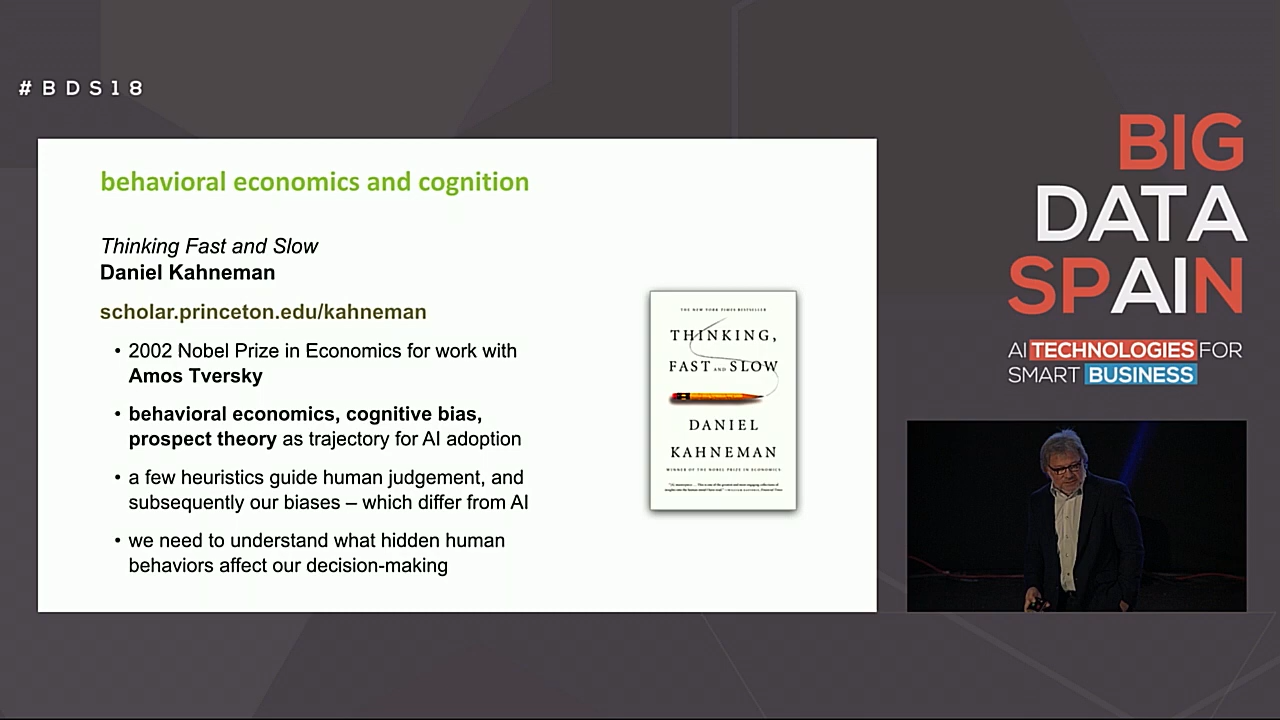 #BDS18
behavioral economics and cognition
Thinking Fast and Slow
Daniel Kahneman
scholar.princeton.edu/kahneman
• 2002 Nobel Prize in Economics for work with
Amos Tversky
• behavioral economics, cognitive bias,
prospect theory as trajectory for AI adoption
• a few heuristics guide human judgement, and
subsequently our biases – which differ from AI
• we need to understand what hidden human
behaviors affect our decision-making
THE NEW YORK TIMES BESTSELLER
THINKING,
FAST AND SLOW
DANIEL
KAHNEMAN
WINNER OF THE NOBEL PRIZE IN ECONOMICS
BIG
DATA
SPAIN
AI TECHNOLOGIES FOR
SMART BUSINESS